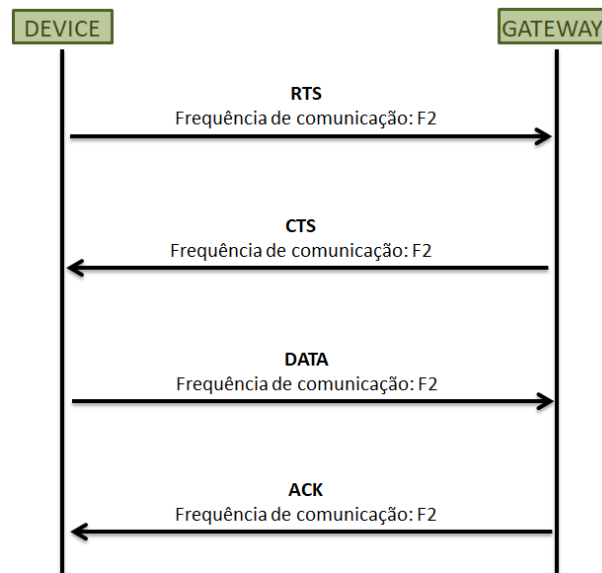 DEVICE
GATEWAY
RTS
Frequência de comunicação: F2
CTS
Frequência de comunicação: F2
DATA
Frequência de comunicação: F2
ACK
Frequência de comunicação: F2